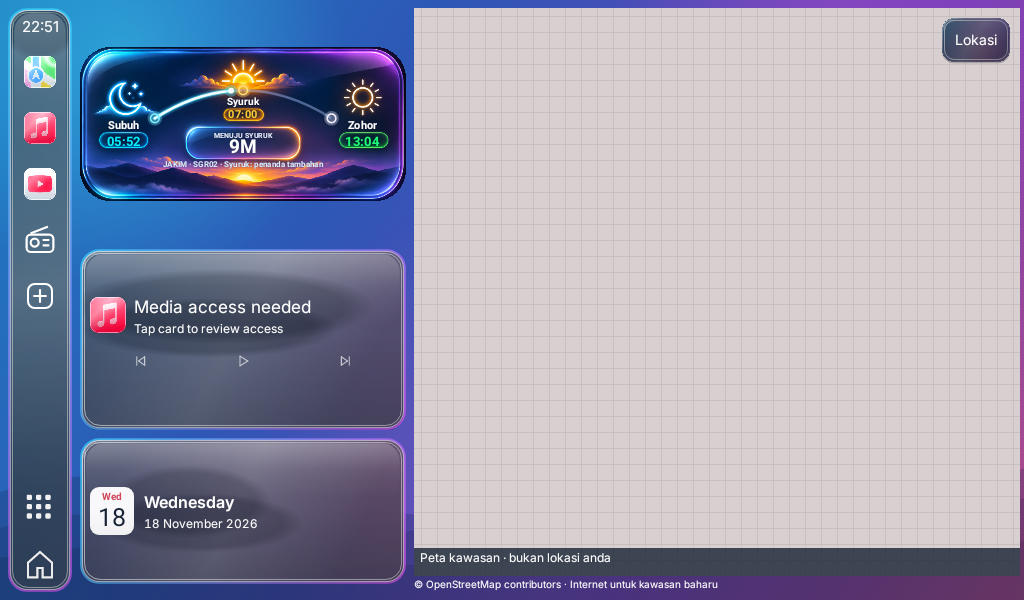 22:51
Syuruk
07:00
Subuh
05:52
Zohor
13:04
MENUJU SYURUK
9M
JAKIM · SGR02 · Syuruk: penanda tambahan
Media access needed
Tap card to review access
Wed
18
Wednesday
18 November 2026
Lokasi
Peta kawasan · bukan lokasi anda
© OpenStreetMap contributors · Internet untuk kawasan baharu